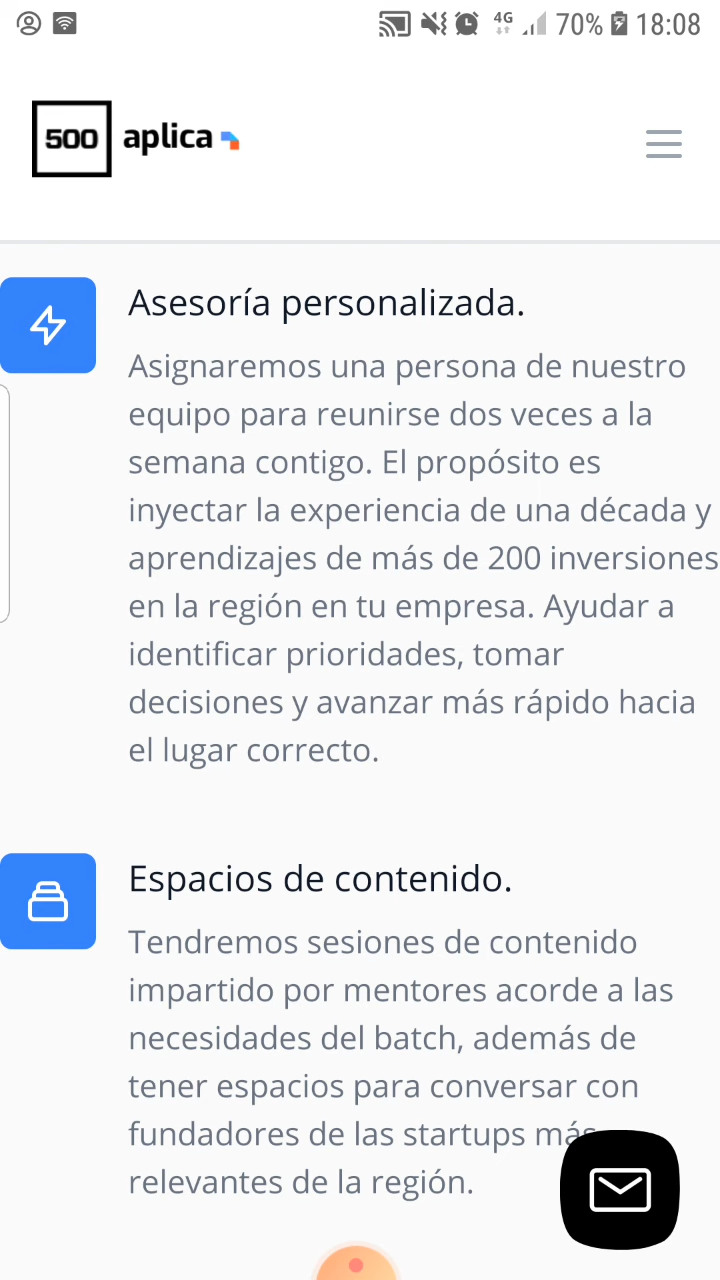 4G 70% 18:08
500 aplica
Asesoría personalizada.
Asignaremos una persona de nuestro
equipo para reunirse dos veces a la
semana contigo. El propósito es
inyectar la experiencia de una década y
aprendizajes de más de 200 inversiones
en la región en tu empresa. Ayudar a
identificar prioridades, tomar
decisiones y avanzar más rápido hacia
el lugar correcto.
Espacios de contenido.
Tendremos sesiones de contenido
impartido por mentores acorde a las
necesidades del batch, además de
tener espacios para conversar con
fundadores de las startups más
relevantes de la región.